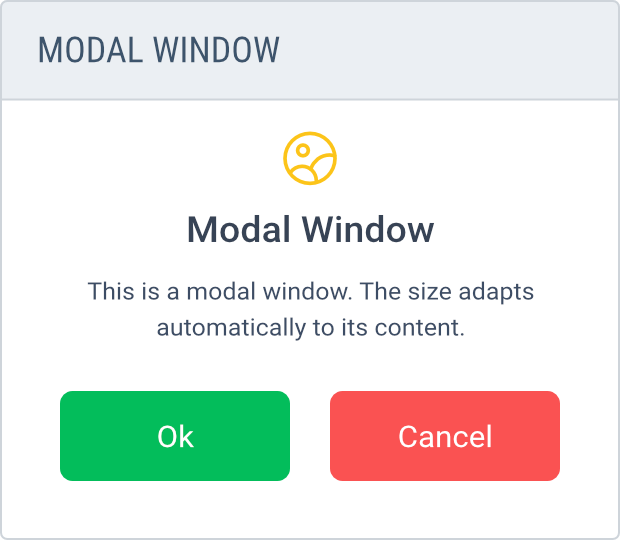 MODAL WINDOW
Modal Window
This is a modal window. The size adapts
automatically to its content.
Ok
Cancel